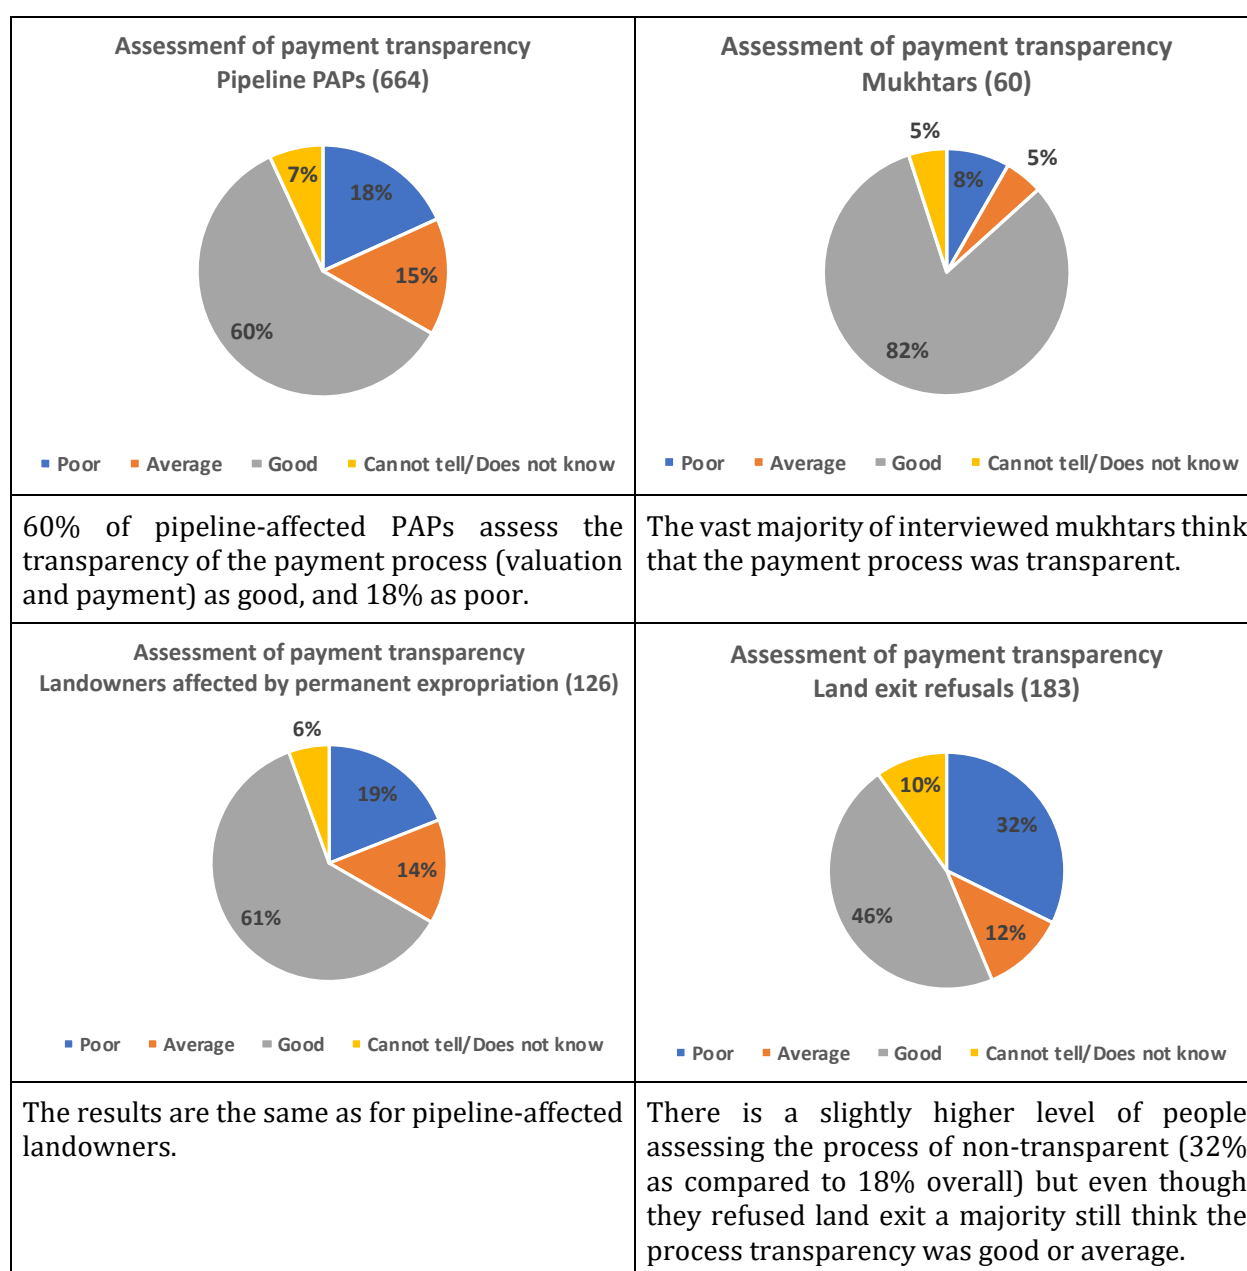 Assessmenf of payment transparency
Pipeline PAPs (664)
7%
18%
15%
60%
Poor Average Good Cannot tell/Does not know
Assessment of payment transparency
Mukhtars (60)
5%
8%
5%
82%
Poor Average Good Cannot tell/Does not know
60% of pipeline-affected PAPs assess the
transparency of the payment process (valuation
and payment) as good, and 18% as poor.
The vast majority of interviewed mukhtars think
that the payment process was transparent.
Assessment of payment transparency
Landowners affected by permanent expropriation (126)
6%
19%
14%
61%
Poor Average Good Cannot tell/Does not know
Assessment of payment transparency
Land exit refusals (183)
10%
32%
46%
12%
Poor Average Good Cannot tell/Does not know
The results are the same as for pipeline-affected
landowners.
There is a slightly higher level of people
assessing the process of non-transparent (32%
as compared to 18% overall) but even though
they refused land exit a majority still think the
process transparency was good or average.